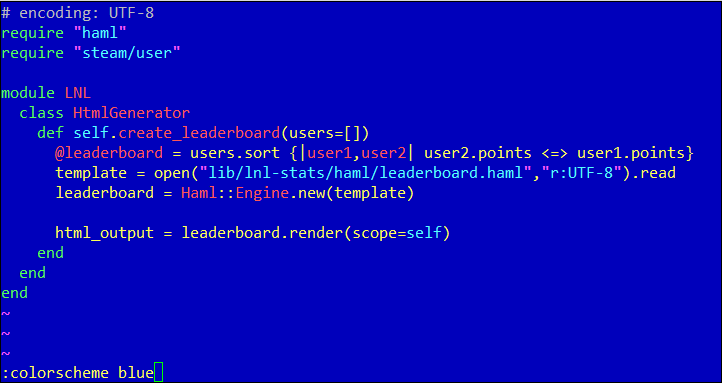 # encoding: UTF-8
require "haml"
require "steam/user"

module LNL
  class HtmlGenerator
    def self.create_leaderboard(users=[])
      @leaderboard = users.sort {|user1,user2| user2.points <=> user1.points}
      template = open("lib/lnl-stats/haml/leaderboard.haml","r:UTF-8").read
      leaderboard = Haml::Engine.new(template)

      html_output = leaderboard.render(scope=self)
    end
  end
end
~
~
~
:colorscheme blue